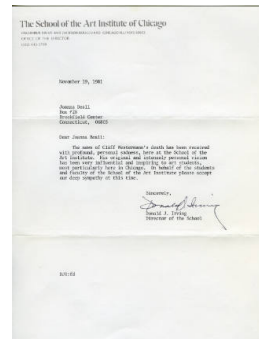 The School of the Art Institute of Chicago
OFFICE OF THE DIRECTOR
November 19, 1981
Joanna Beall
Box #28
Brookfield Center
Connecticut, 06805
Dear Joanna Beall:
The news of Cliff Westermann's death has been received
with profound, personal sadness, here at the School of the
Art Institute. His original and intensely personal vision
has been very influential and inspiring to art students,
most particularly here in Chicago. On behalf of the students
and faculty of the School of the Art Institute please accept
our deep sympathy at this time.
Sincerely,
Donald J. Irving
Donald J. Irving
Director of the School